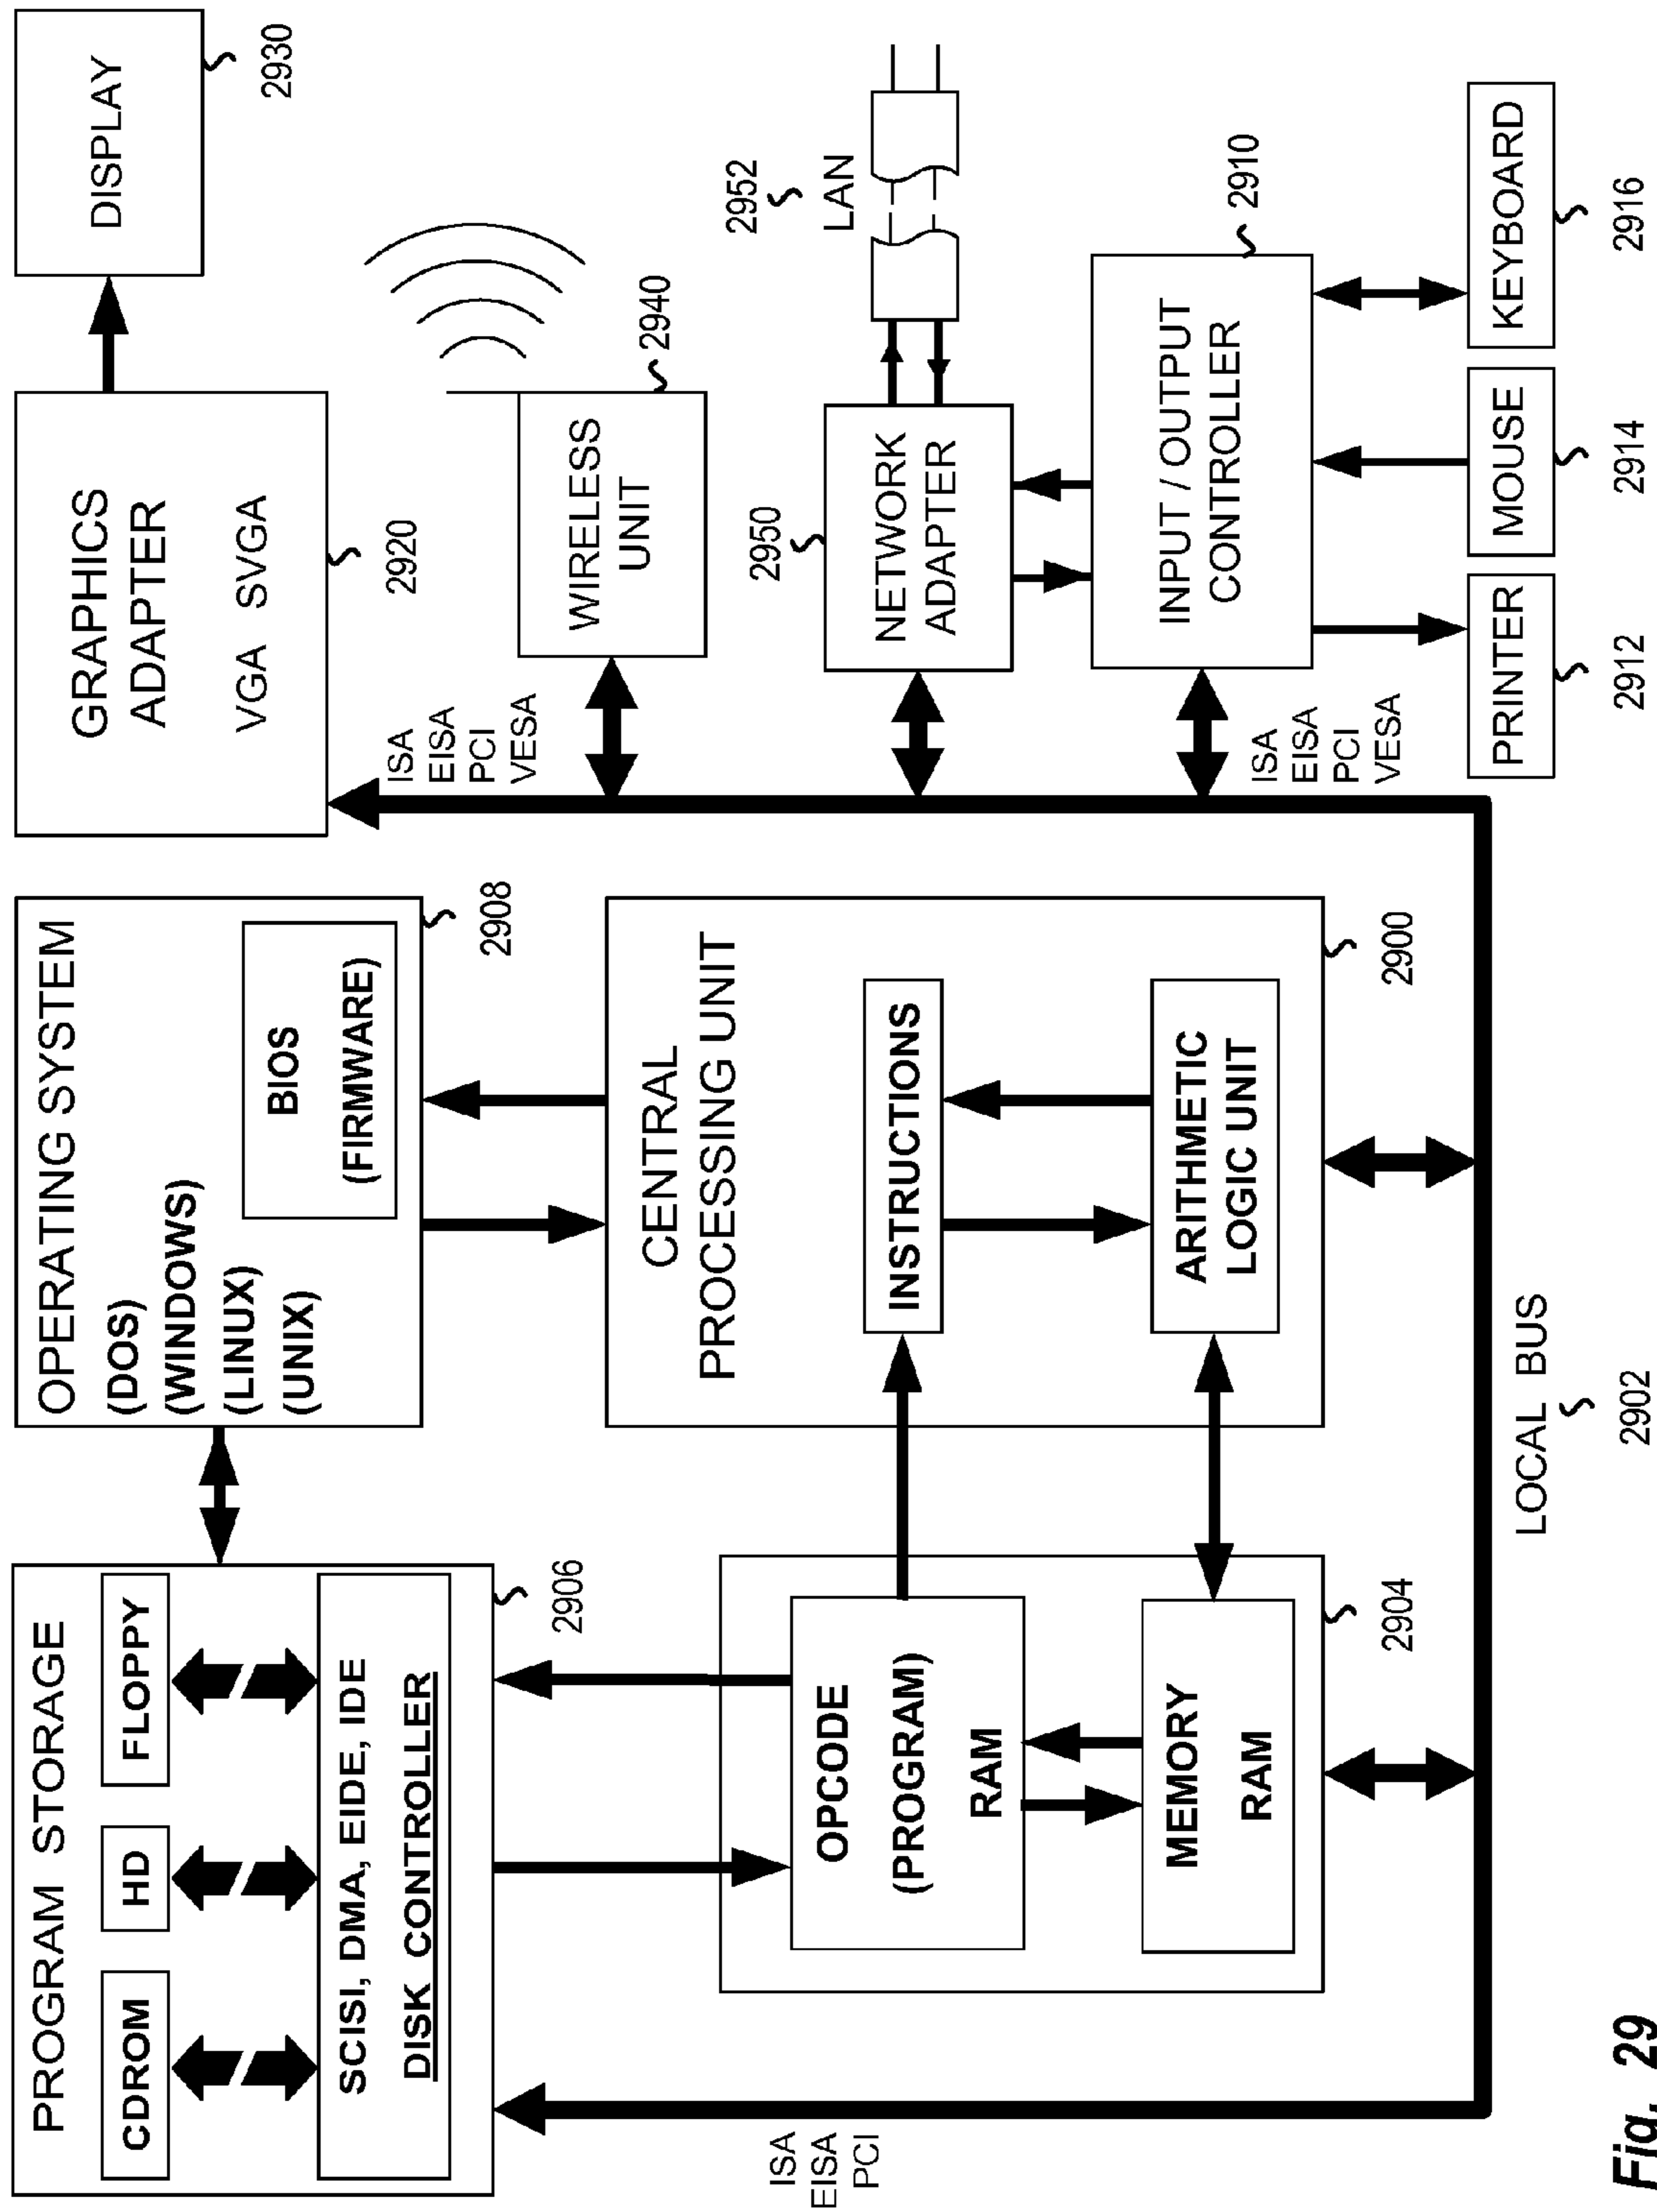 PROGRAM STORAGE
CDROM
HD
FLOPPY
SCISI, DMA, EIDE, IDE
DISK CONTROLLER
2906
OPERATING SYSTEM
(DOS)
(WINDOWS)
(LINUX)
(UNIX)
BIOS
(FIRMWARE)
2908
GRAPHICS
ADAPTER
VGA SVGA
2920
DISPLAY
2930
ISA
EISA
PCI
VESA
WIRELESS
UNIT
2940
ISA
EISA
PCI
OPCODE
(PROGRAM)
RAM
MEMORY
RAM
2904
CENTRAL
PROCESSING UNIT
INSTRUCTIONS
ARITHMETIC
LOGIC UNIT
2900
2950
NETWORK
ADAPTER
2952
LAN
INPUT / OUTPUT
CONTROLLER
2910
ISA
EISA
PCI
VESA
PRINTER
2912
MOUSE
2914
KEYBOARD
2916
LOCAL BUS
2902
Fig. 29